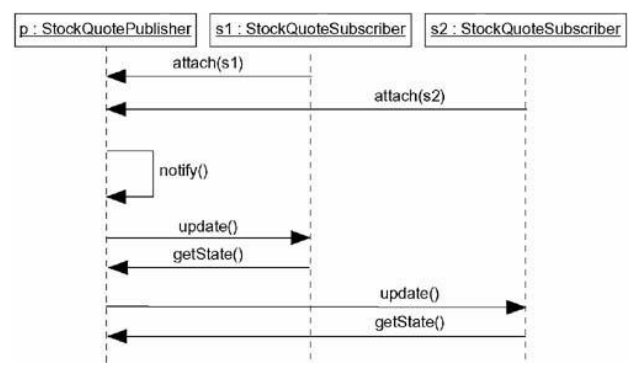 p : StockQuotePublisher
s1 : StockQuoteSubscriber
s2 : StockQuoteSubscriber
attach(s1)
attach(s2)
notify()
update()
getState()
update()
getState()